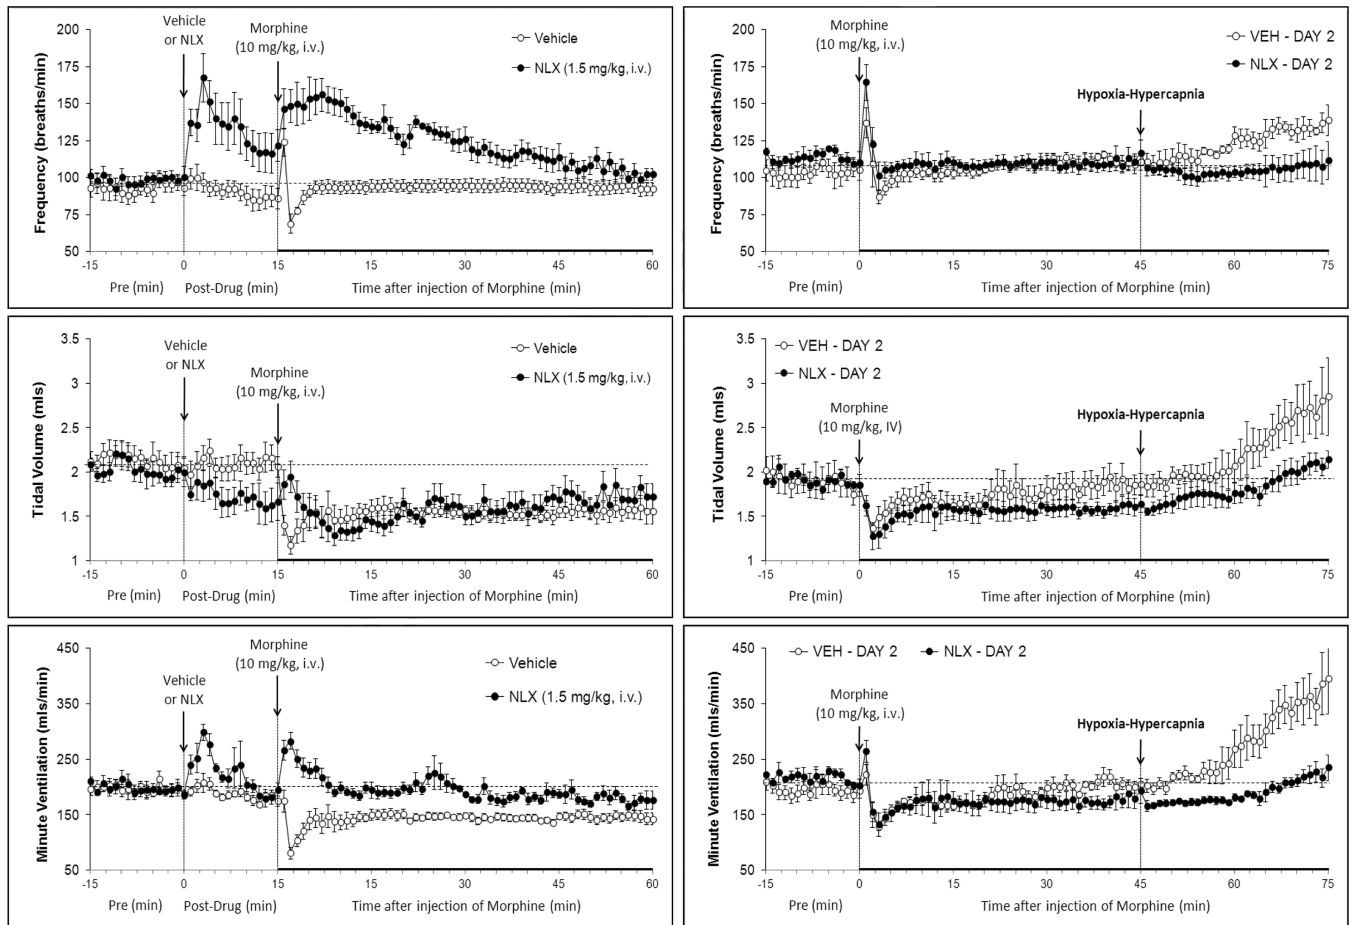 200
175
150
125
100
75
50
Frequency (breaths/min)
Vehicle
or NLX
Morphine
(10 mg/kg, i.v.)
Vehicle
NLX (1.5 mg/kg, i.v.)
-15 0 15 15 30 45 60
Pre (min) Post-Drug (min) Time after injection of Morphine (min)
200
175
150
125
100
75
50
Frequency (breaths/min)
Morphine
(10 mg/kg, i.v.)
VEH - DAY 2
NLX - DAY 2
Hypoxia-Hypercapnia
-15 0 15 30 45 60 75
Pre (min) Time after injection of Morphine (min)
3.5
3
2.5
2
1.5
1
Tidal Volume (mls)
Vehicle
or NLX
Morphine
(10 mg/kg, i.v.)
Vehicle
NLX (1.5 mg/kg, i.v.)
-15 0 15 15 30 45 60
Pre (min) Post-Drug (min) Time after injection of Morphine (min)
3.5
3
2.5
2
1.5
1
Tidal Volume (mls)
VEH - DAY 2
NLX - DAY 2
Morphine
(10 mg/kg, IV)
Hypoxia-Hypercapnia
-15 0 15 30 45 60 75
Pre (min) Time after injection of Morphine (min)
450
350
250
150
50
Minute Ventilation (mls/min)
Vehicle
or NLX
Morphine
(10 mg/kg, i.v.)
Vehicle
NLX (1.5 mg/kg, i.v.)
-15 0 15 15 30 45 60
Pre (min) Post-Drug (min) Time after injection of Morphine (min)
450
350
250
150
50
Minute Ventilation (mls/min)
VEH - DAY 2 NLX - DAY 2
Morphine
(10 mg/kg, i.v.)
Hypoxia-Hypercapnia
-15 0 15 30 45 60 75
Pre (min) Time after injection of Morphine (min)